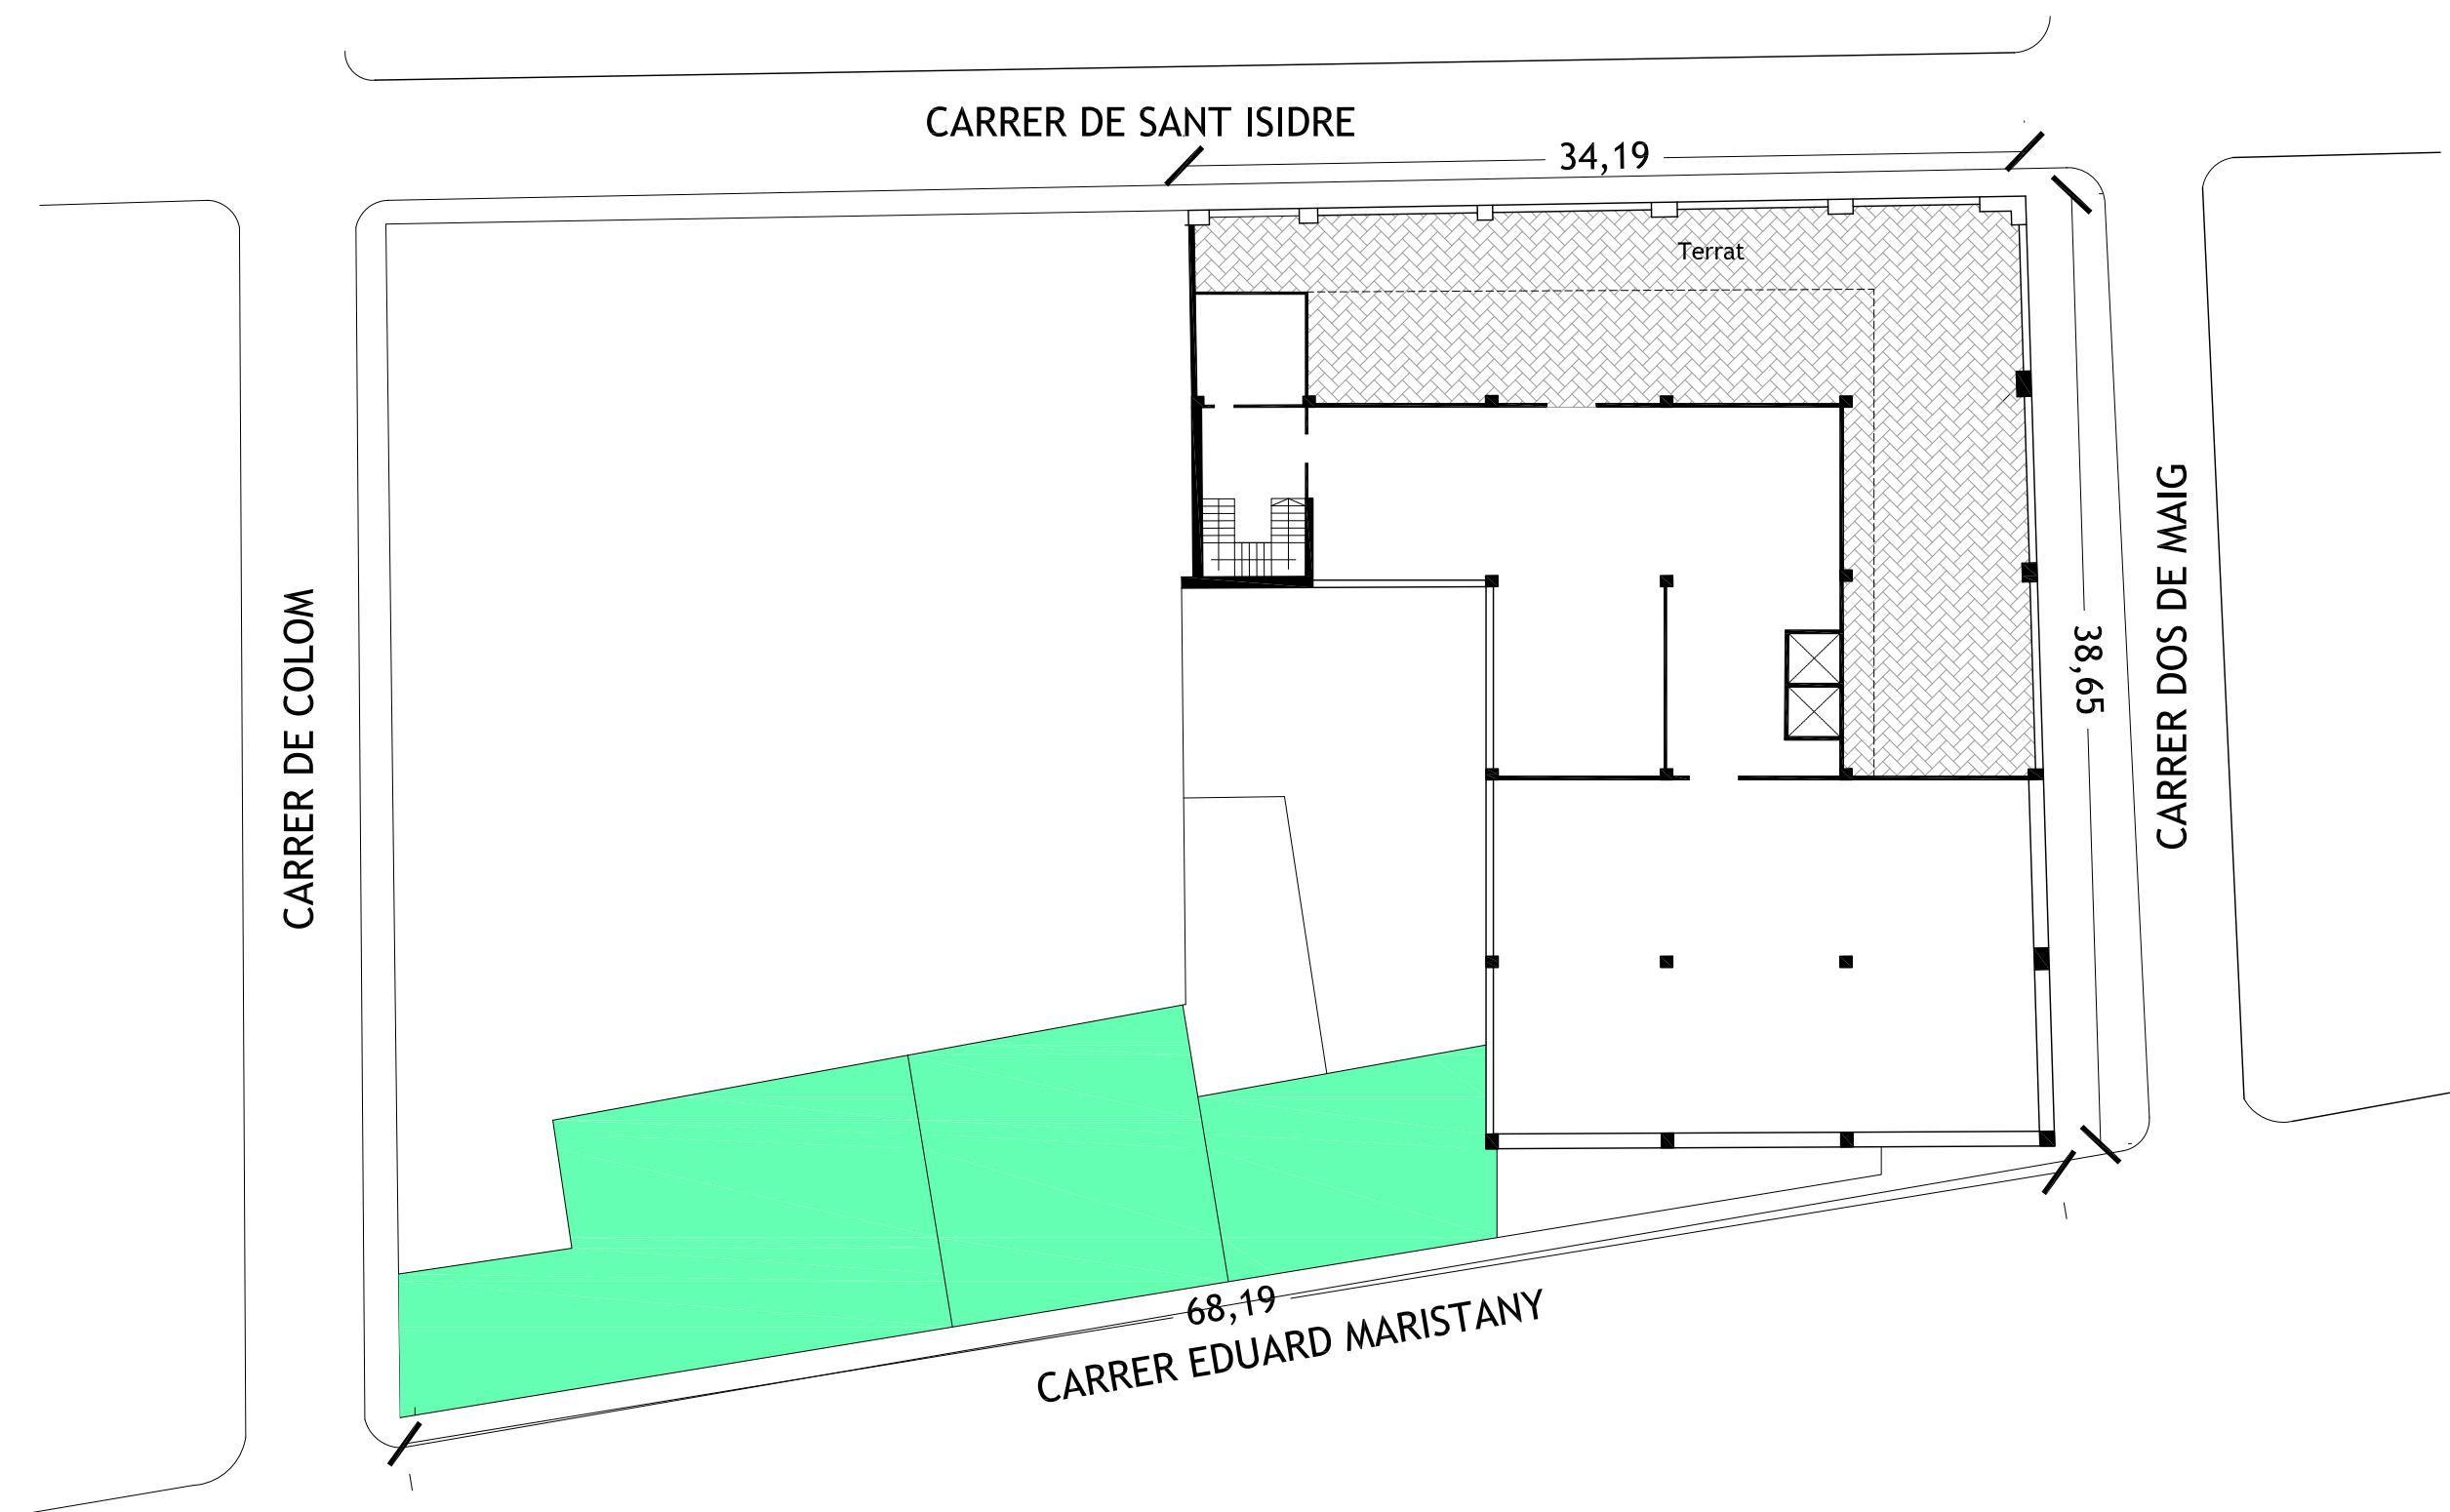 CARRER DE SANT ISIDRE
34,19
Terrat
CARRER DE COLOM
38,65
CARRER DOS DE MAIG
68,19
CARRER EDUARD MARISTANY